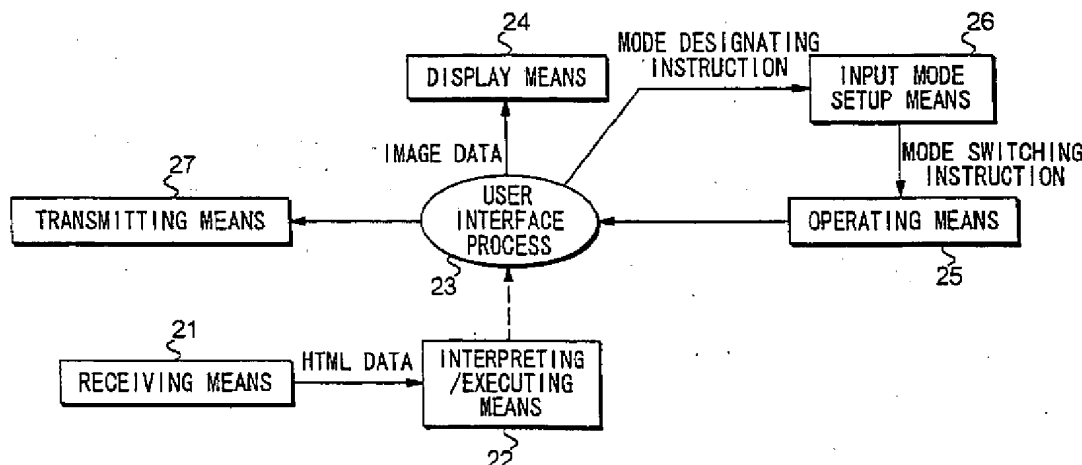 24
DISPLAY MEANS
MODE DESIGNATING
INSTRUCTION
26
INPUT MODE
SETUP MEANS
IMAGE DATA
MODE SWITCHING
INSTRUCTION
27
TRANSMITTING MEANS
USER
INTERFACE
PROCESS
23
OPERATING MEANS
25
21
RECEIVING MEANS
HTML DATA
INTERPRETING
/EXECUTING
MEANS
22